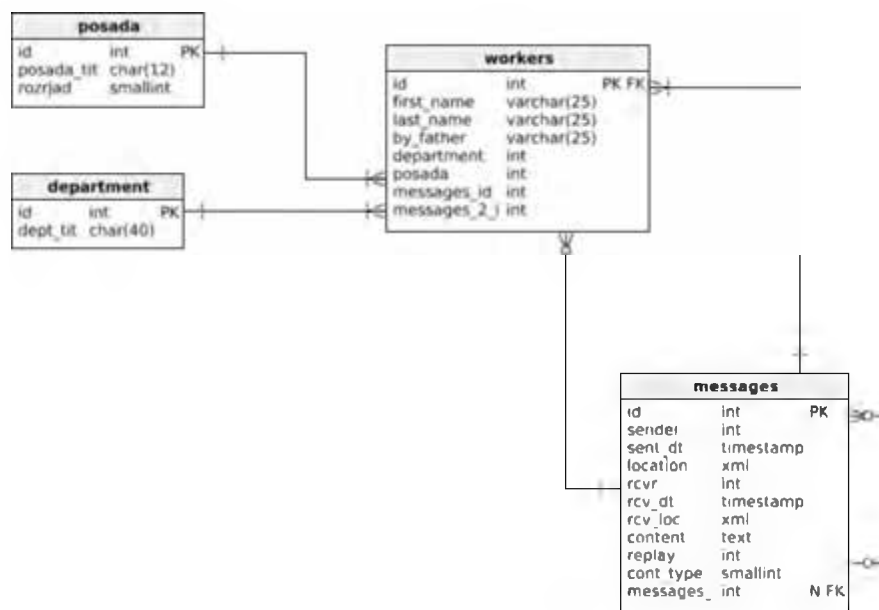 posada
id int PK
posada_tit char(12)
rozrjad smallint
workers
id int PK FK
first_name varchar(25)
last_name varchar(25)
by_father varchar(25)
department int
posada int
messages_id int
messages_2_i int
department
id int PK
dept_tit char(40)
messages
id int PK
sender int
sent_dt timestamp
location xml
rcvr int
rcv_dt timestamp
rcv_loc xml
content text
replay int
cont_type smallint
messages_ int N FK